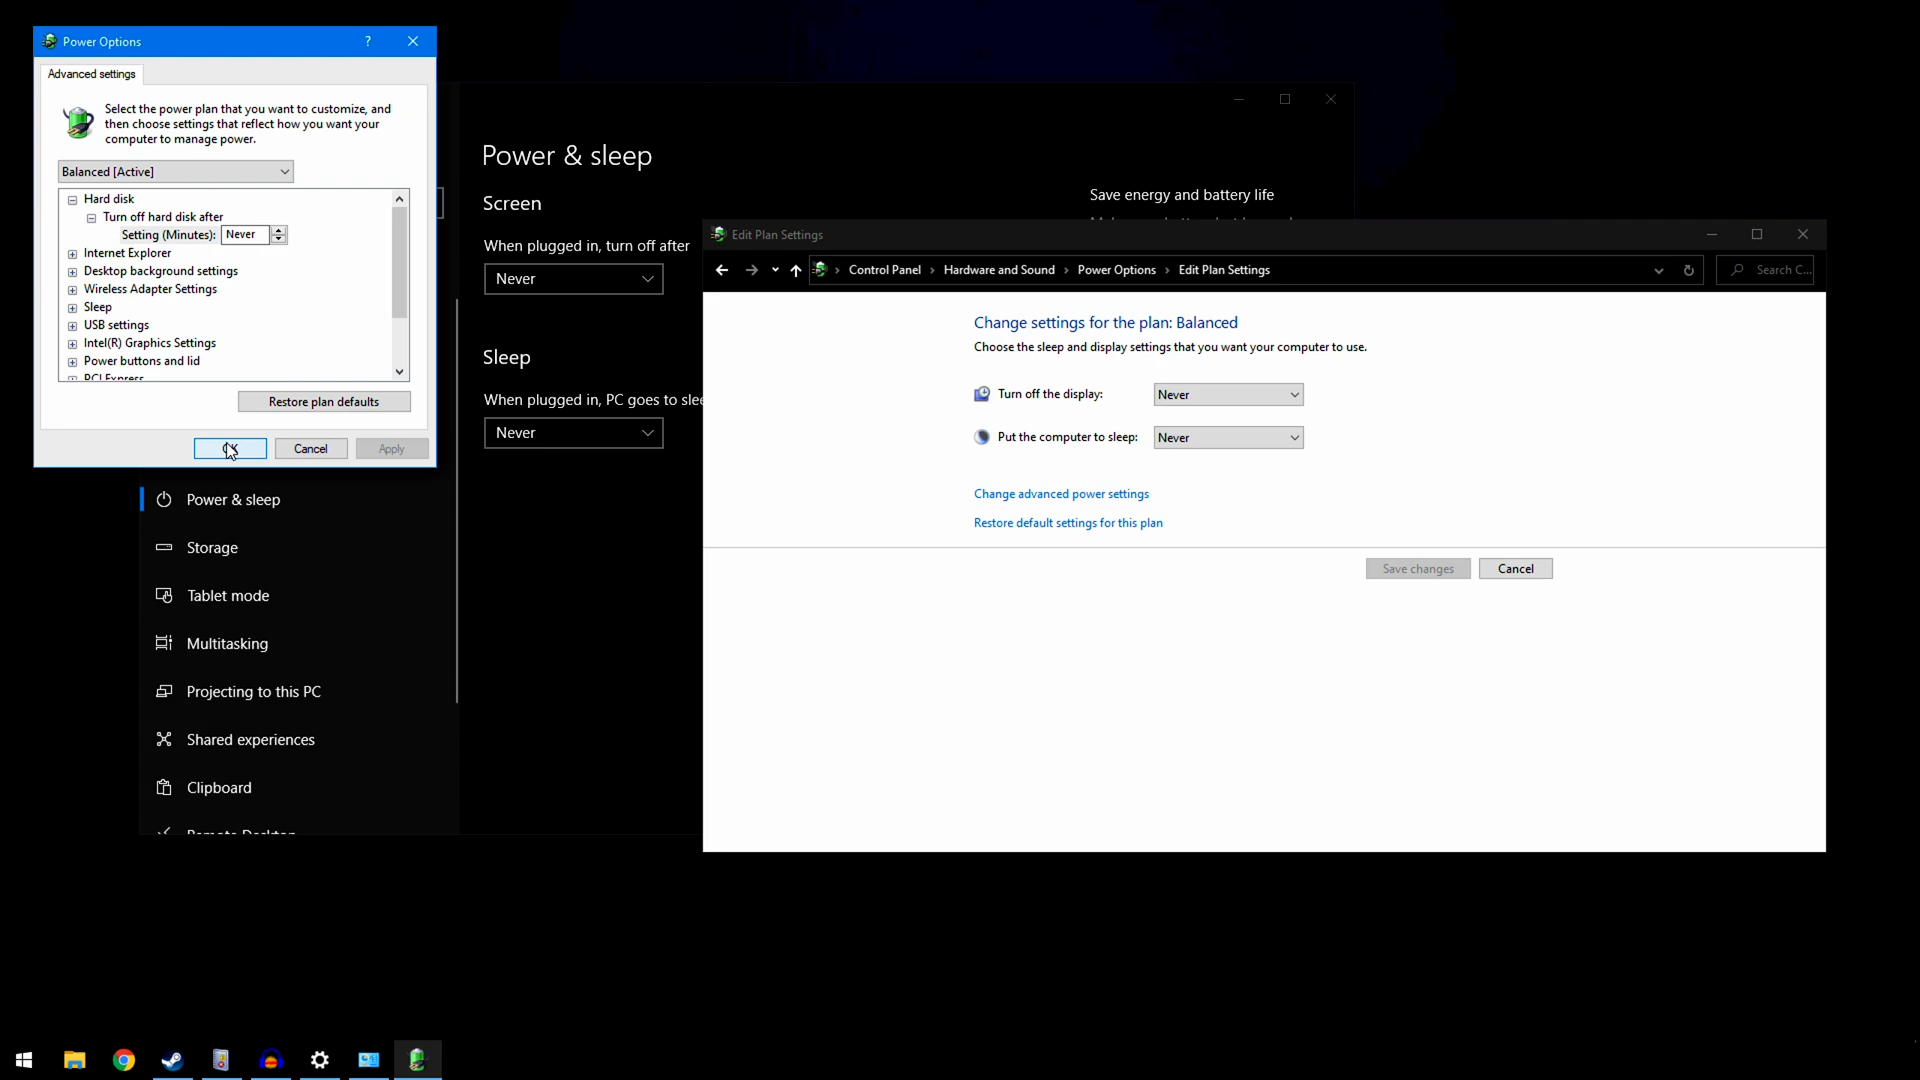 Power Options
?
Advanced settings
Select the power plan that you want to customize, and
then choose settings that reflect how you want your
computer to manage power.
Balanced [Active]
Hard disk
Turn off hard disk after
Setting (Minutes): Never
Internet Explorer
Desktop background settings
Wireless Adapter Settings
Sleep
USB settings
Intel(R) Graphics Settings
Power buttons and lid
PCI Express
Restore plan defaults
OK
Cancel
Apply
Power & sleep
Storage
Tablet mode
Multitasking
Projecting to this PC
Shared experiences
Clipboard
Remote Desktop
Power & sleep
Screen
When plugged in, turn off after
Never
Sleep
When plugged in, PC goes to slee
Never
Save energy and battery life
Edit Plan Settings
Control Panel › Hardware and Sound › Power Options › Edit Plan Settings
Search C...
Change settings for the plan: Balanced
Choose the sleep and display settings that you want your computer to use.
Turn off the display: Never
Put the computer to sleep: Never
Change advanced power settings
Restore default settings for this plan
Save changes
Cancel